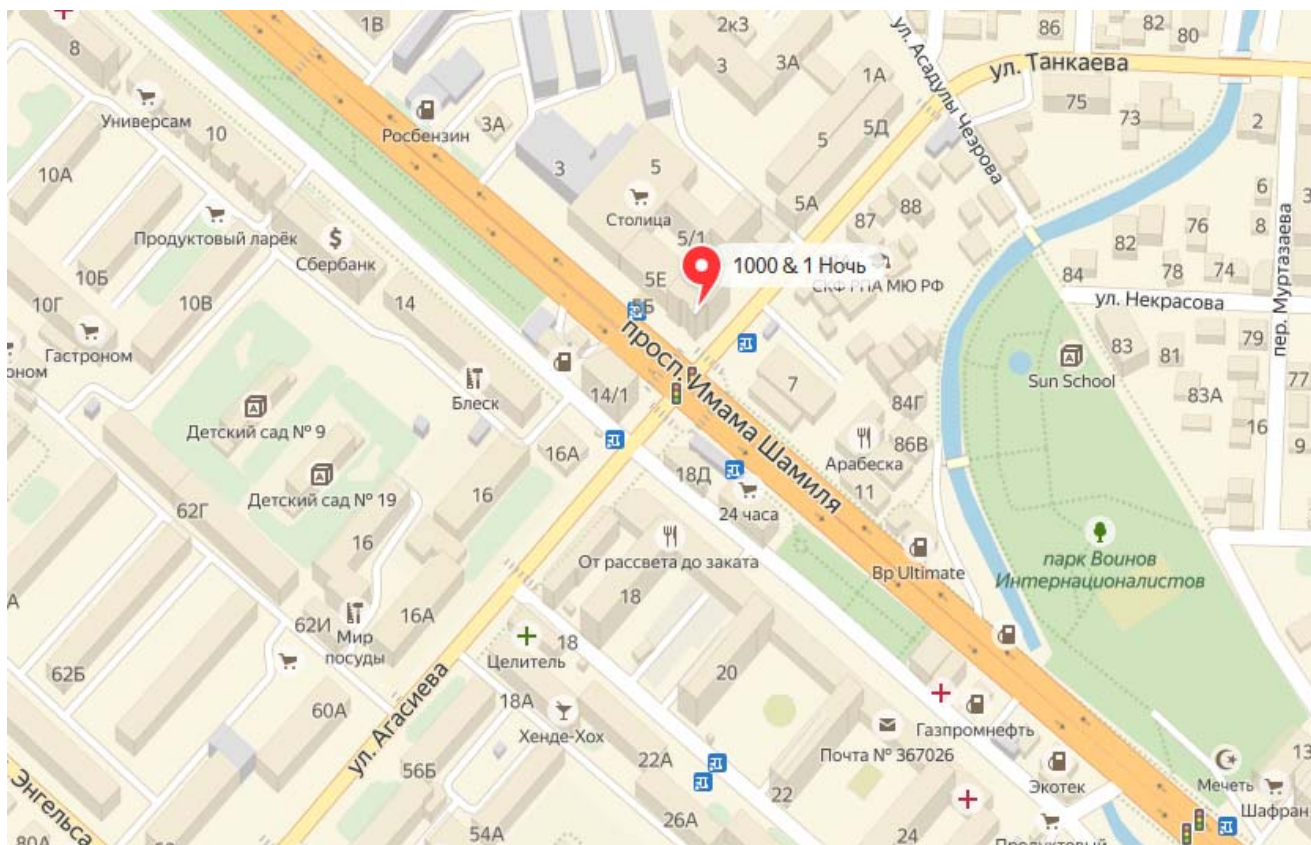 1В
2к3
86
82
80
8
ул. Асадулы Чезрова
3
3А
1А
ул. Танкаева
Универсам
10
Росбензин
3А
5
5Д
75
73
2
10А
3
5
Столица
5А
87
88
6
3
Продуктовый ларёк
$
Сбербанк
5/1
76
8
82
10Б
5Е
1000 & 1 Ночь
СКФ РПА МЮ РФ
84
78
74
10Г
10В
14
5Б
ул. Некрасова
пер. Муртазаева
Гастроном
просп. Имама Шамиля
83
81
79
оном
Sun School
77
Блеск
14/1
7
84Г
83А
Детский сад № 9
16
9
16А
Арабеска
86В
18Д
Детский сад № 19
16
11
62Г
24 часа
16
От рассвета до заката
Bp Ultimate
парк Воинов
Интернационалистов
А
18
62И
16А
Мир
посуды
18
Целитель
62Б
20
18А
60А
Хенде-Хох
Газпромнефть
ул. Агасиева
22А
Почта № 367026
56Б
Экотек
Мечеть
13
Шафран
Энгельса
22
26А
54А
24
80А
Продуктовый